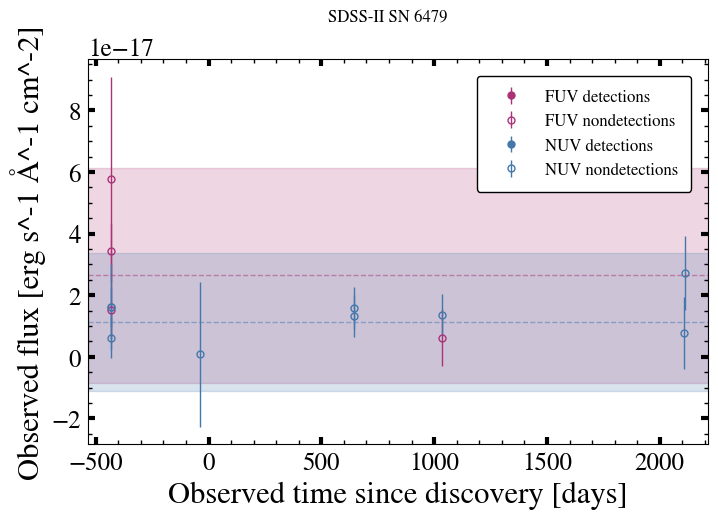 SDSS-II SN 6479
1e−17
Observed flux [erg s^-1 Å^-1 cm^-2]
8
6
4
2
0
−2
FUV detections
FUV nondetections
NUV detections
NUV nondetections
−500 0 500 1000 1500 2000
Observed time since discovery [days]